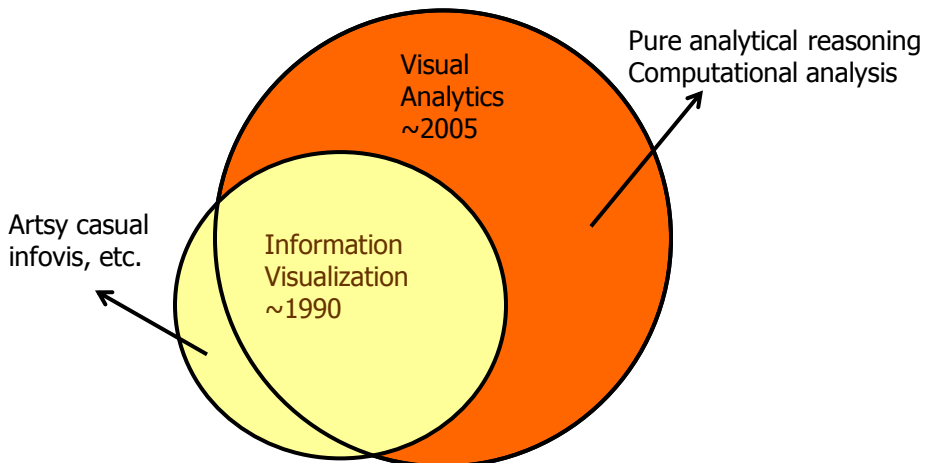 Pure analytical reasoning
Computational analysis
Visual
Analytics
~2005
Artsy casual
infovis, etc.
Information
Visualization
~1990